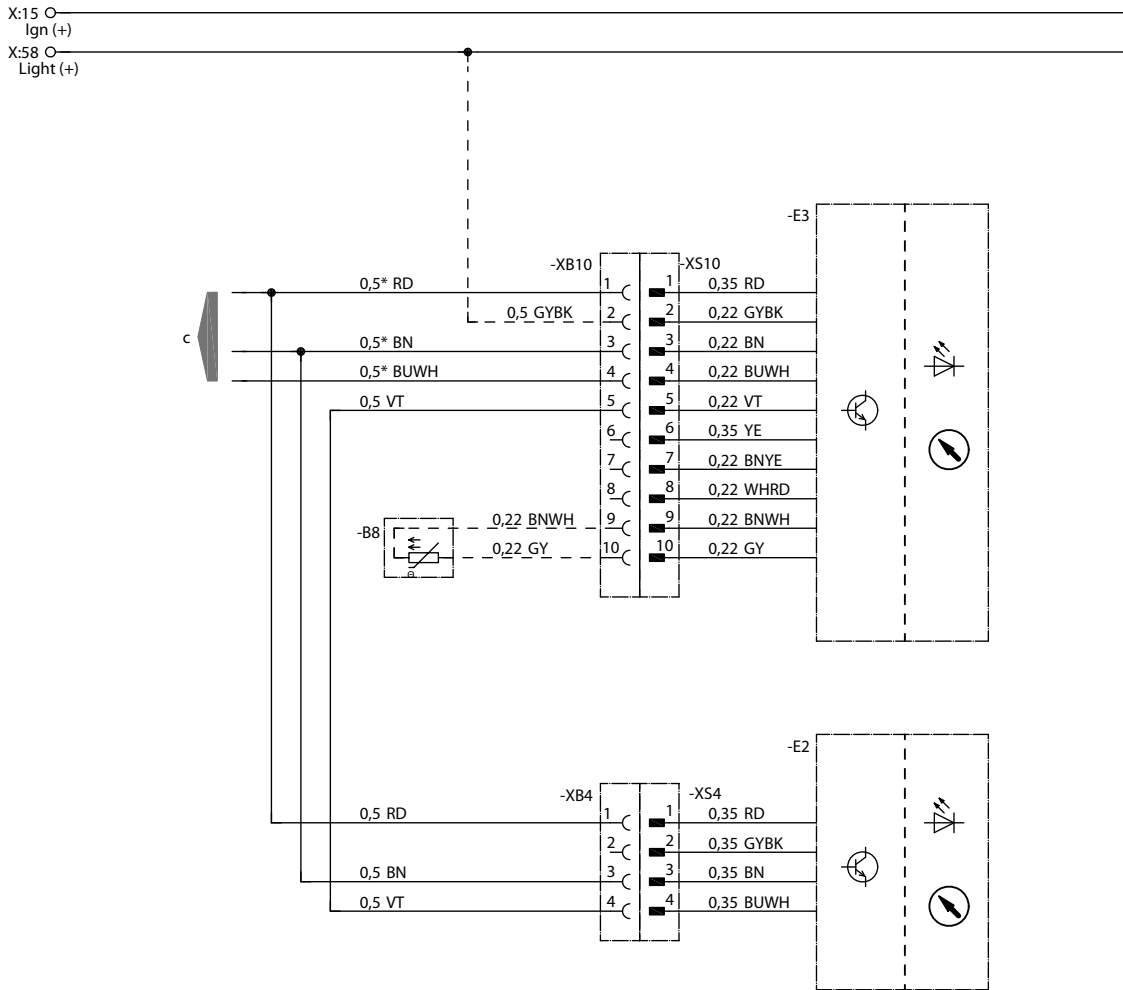 X:15
Ign (+)
X:58
Light (+)
-E3
-XB10
-XS10
0,5* RD 1 1 0,35 RD
0,5 GYBK 2 2 0,22 GYBK
c
0,5* BN 3 3 0,22 BN
0,5* BUWH 4 4 0,22 BUWH
0,5 VT 5 5 0,22 VT
6 6 0,35 YE
7 7 0,22 BNYE
8 8 0,22 WHRD
-B8
0,22 BNWH 9 9 0,22 BNWH
0,22 GY 10 10 0,22 GY
Θ
-E2
-XB4
-XS4
0,5 RD 1 1 0,35 RD
2 2 0,35 GYBK
0,5 BN 3 3 0,35 BN
0,5 VT 4 4 0,35 BUWH